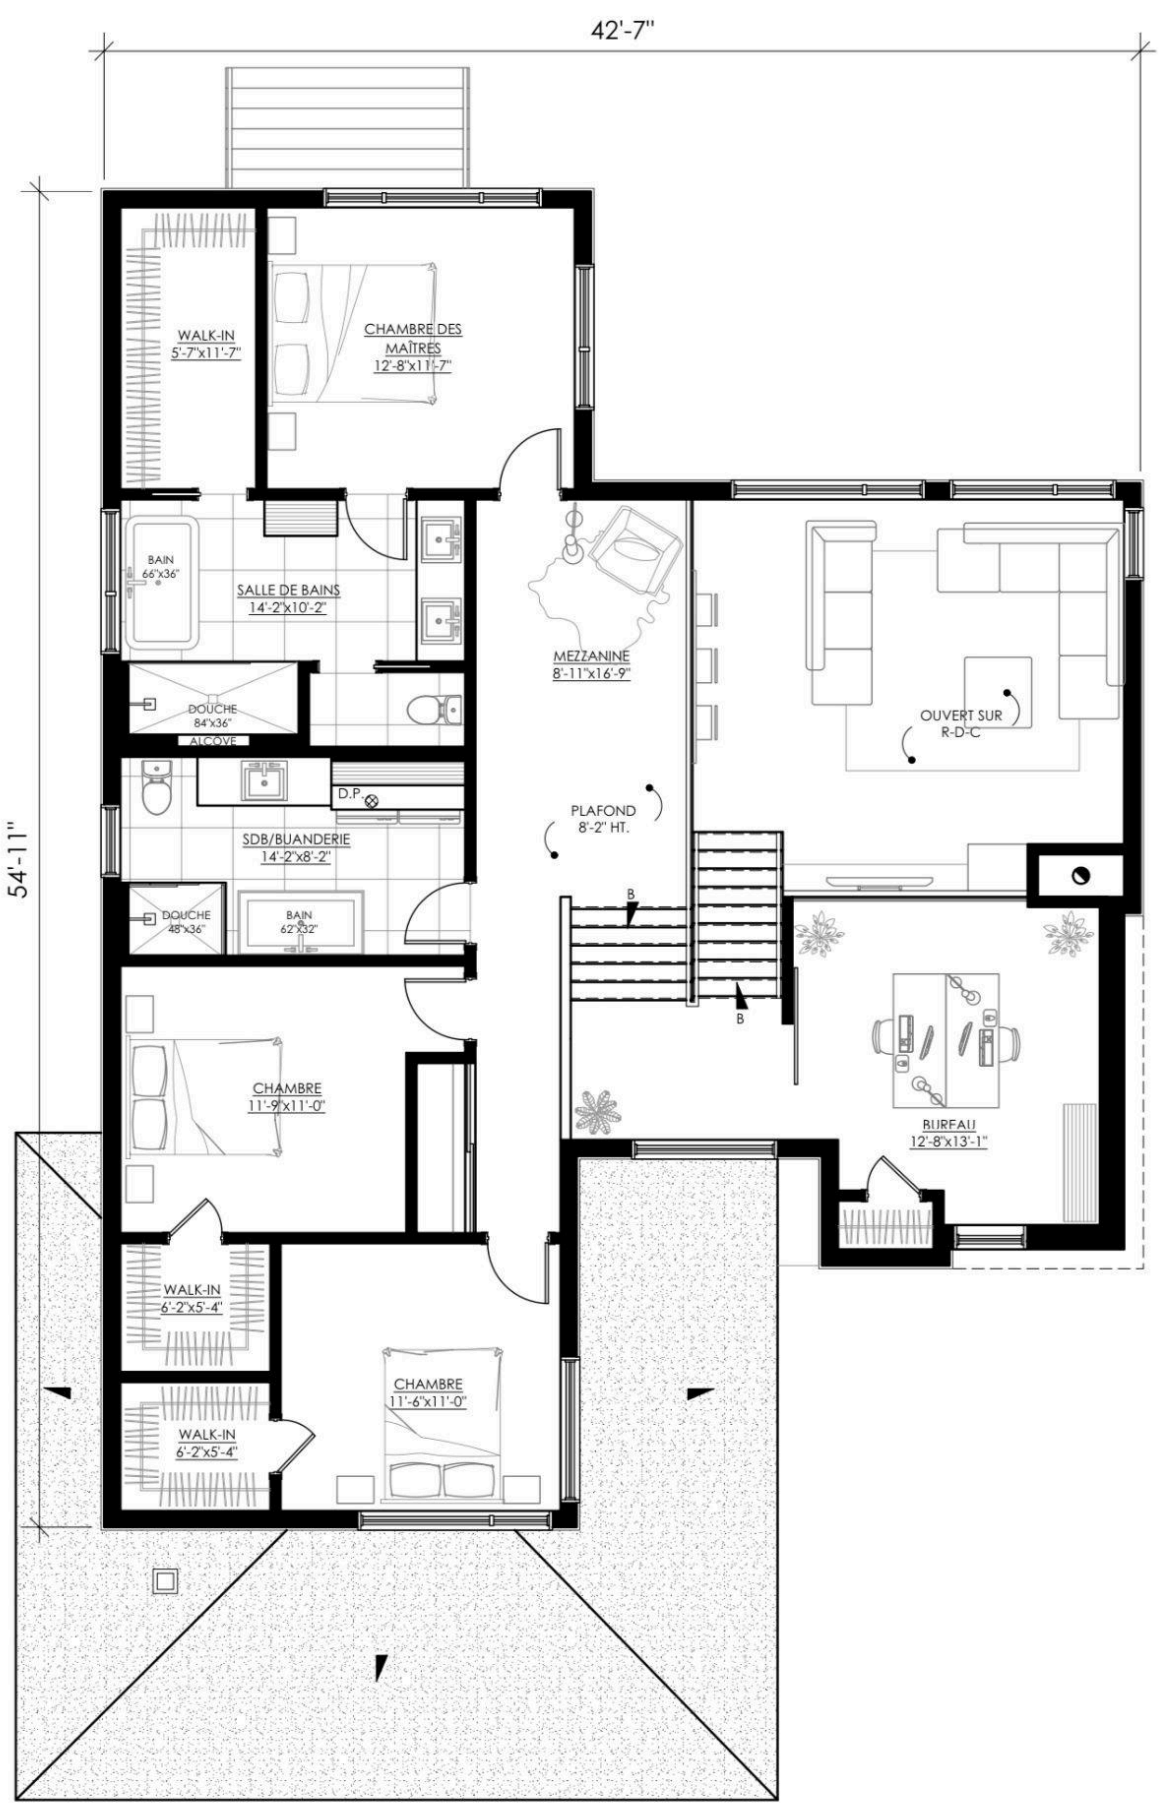 42'-7"
54'-11"
WALK-IN
5'-7"x11'-7"
CHAMBRE DES
MAÎTRES
12'-8"x11'-7"
BAIN
66"x36"
SALLE DE BAINS
14'-2"x10'-2"
MEZZANINE
8'-11"x16'-9"
DOUCHE
84"x36"
ALCÔVE
OUVERT SUR
R-D-C
D.P.
PLAFOND
8'-2" HT.
SDB/BUANDERIE
14'-2"x8'-2"
DOUCHE
48"x36"
BAIN
62"x32"
B
B
CHAMBRE
11'-9"x11'-0"
BUREAU
12'-8"x13'-1"
WALK-IN
6'-2"x5'-4"
CHAMBRE
11'-6"x11'-0"
WALK-IN
6'-2"x5'-4"